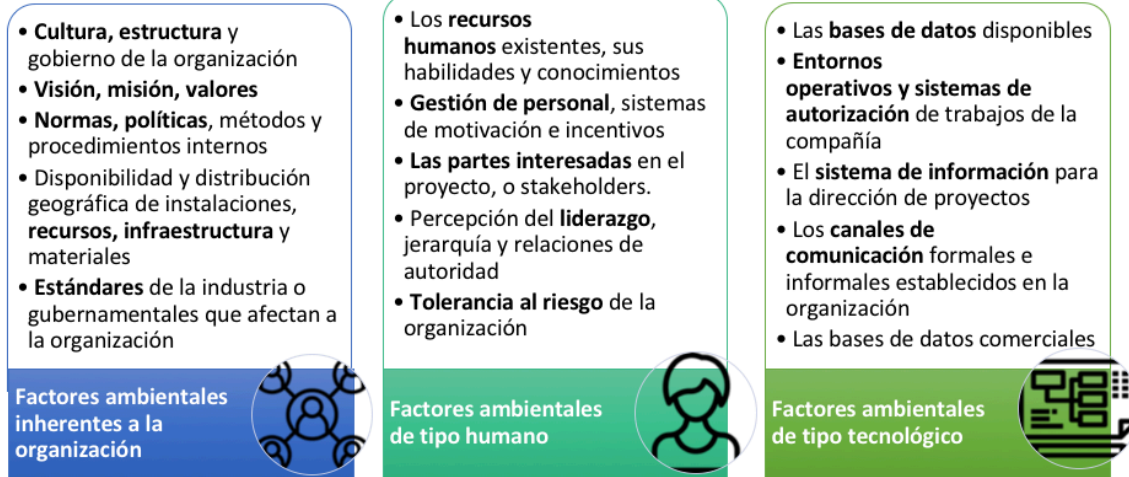 • Cultura, estructura y
gobierno de la organización
• Visión, misión, valores
• Normas, políticas, métodos y
procedimientos internos
• Disponibilidad y distribución
geográfica de instalaciones,
recursos, infraestructura y
materiales
• Estándares de la industria o
gubernamentales que afectan a
la organización
Factores ambientales
inherentes a la
organización
• Los recursos
humanos existentes, sus
habilidades y conocimientos
• Gestión de personal, sistemas
de motivación e incentivos
• Las partes interesadas en el
proyecto, o stakeholders.
• Percepción del liderazgo,
jerarquía y relaciones de
autoridad
• Tolerancia al riesgo de la
organización
Factores ambientales
de tipo humano
• Las bases de datos disponibles
• Entornos
operativos y sistemas de
autorización de trabajos de la
compañía
• El sistema de información para
la dirección de proyectos
• Los canales de
comunicación formales e
informales establecidos en la
organización
• Las bases de datos comerciales
Factores ambientales
de tipo tecnológico